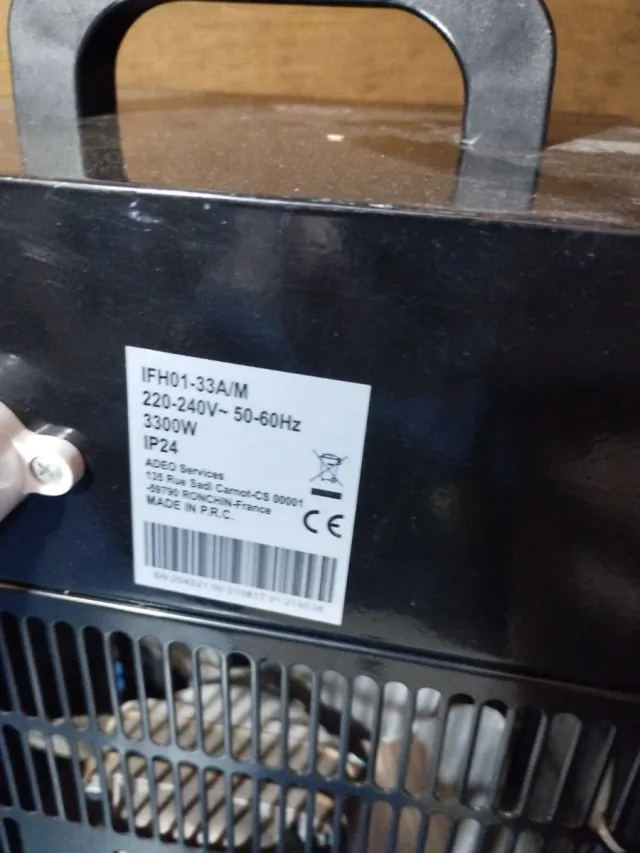 IFH01-33A/M
220-240V~ 50-60Hz
3300W
IP24
ADEO Services
135 Rue Sadi Carnot-CS 00001
-59790 RONCHIN-France
MADE IN P.R.C.
CE